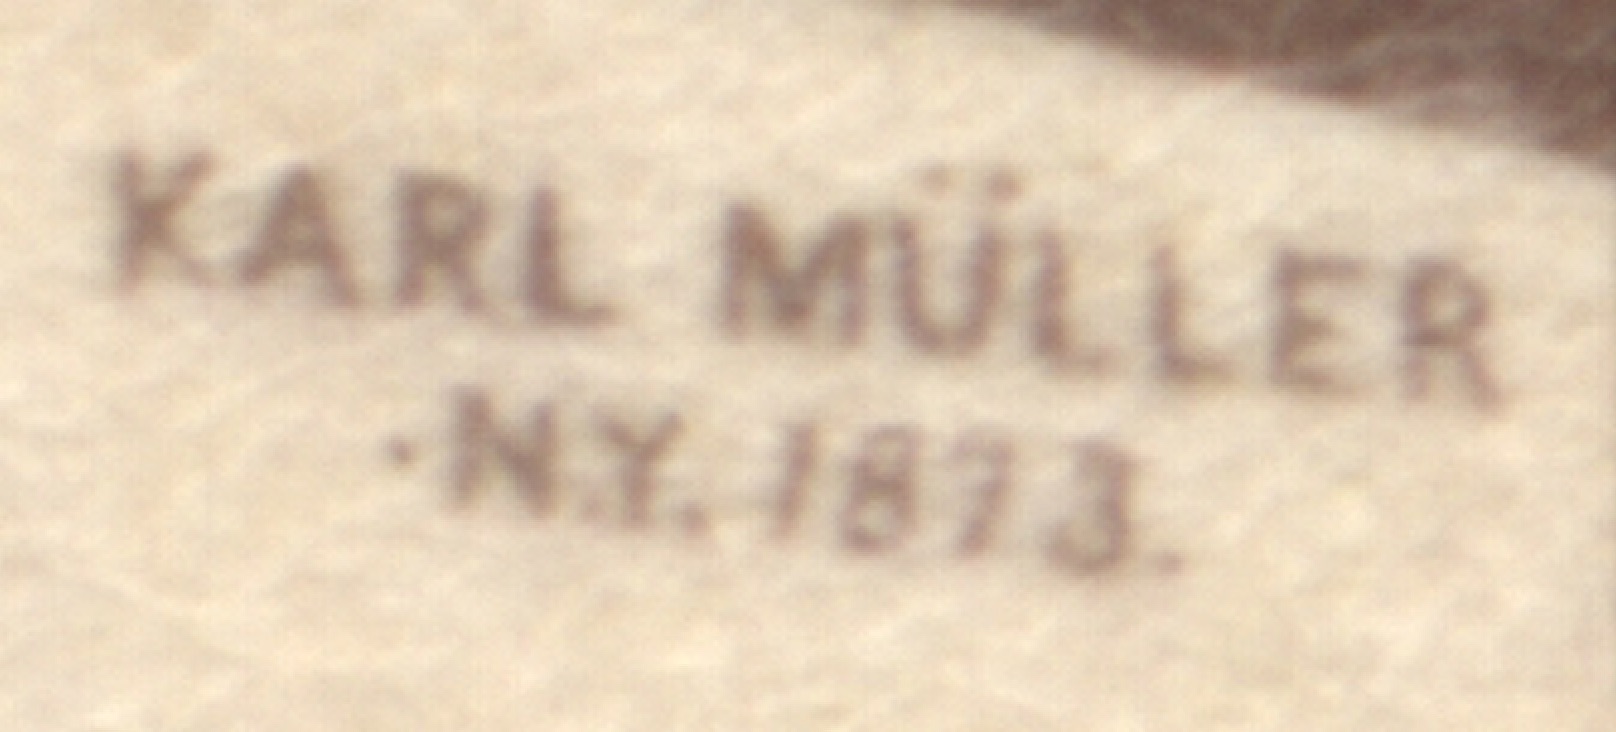 KARL MÜLLER
·N.Y. 1873.